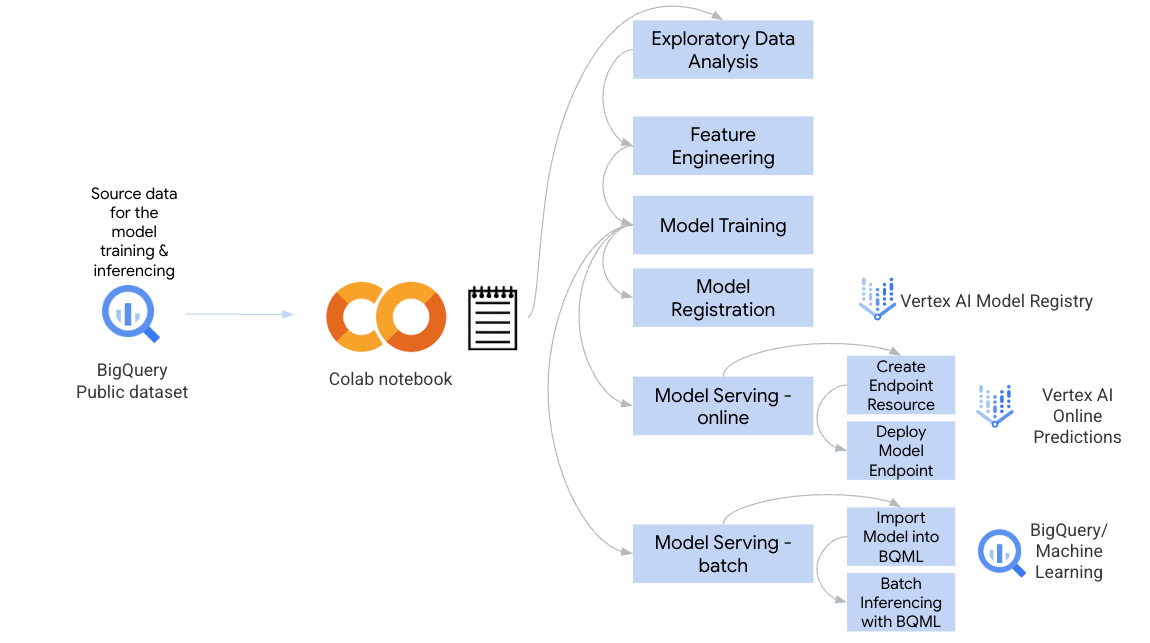 Source data
for the
model
training &
inferencing
BigQuery
Public dataset
Colab notebook
Exploratory Data
Analysis
Feature
Engineering
Model Training
Model
Registration
Vertex AI Model Registry
Model Serving -
online
Create
Endpoint
Resource
Deploy
Model
Endpoint
Vertex AI
Online
Predictions
Model Serving -
batch
Import
Model into
BQML
Batch
Inferencing
with BQML
BigQuery/
Machine
Learning